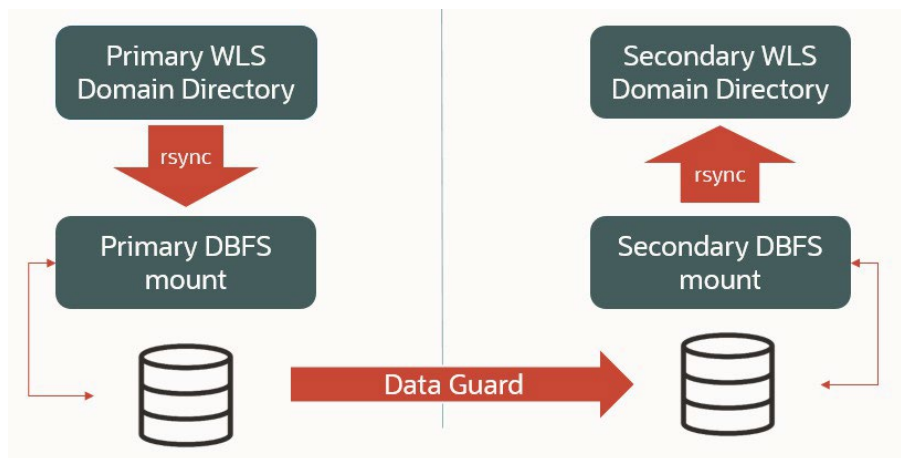 Primary WLS
Domain Directory
Secondary WLS
Domain Directory
rsync
rsync
Primary DBFS
mount
Secondary DBFS
mount
Data Guard